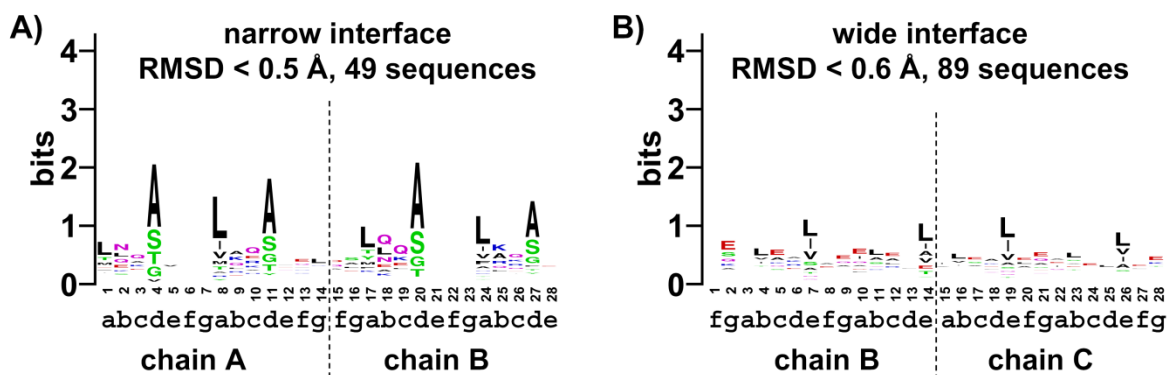 A)
narrow interface
RMSD < 0.5 Å, 49 sequences
bits
4
3
2
1
0
1 2 3 4 5 6 7 8 9 10 11 12 13 14 15 16 17 18 19 20 21 22 23 24 25 26 27 28
abcdefgabcdefg fgabcdefgabcde
chain A chain B
B)
wide interface
RMSD < 0.6 Å, 89 sequences
bits
4
3
2
1
0
1 2 3 4 5 6 7 8 9 10 11 12 13 14 15 16 17 18 19 20 21 22 23 24 25 26 27 28
fgabcdefgabcde abcdefgabcdefg
chain B chain C